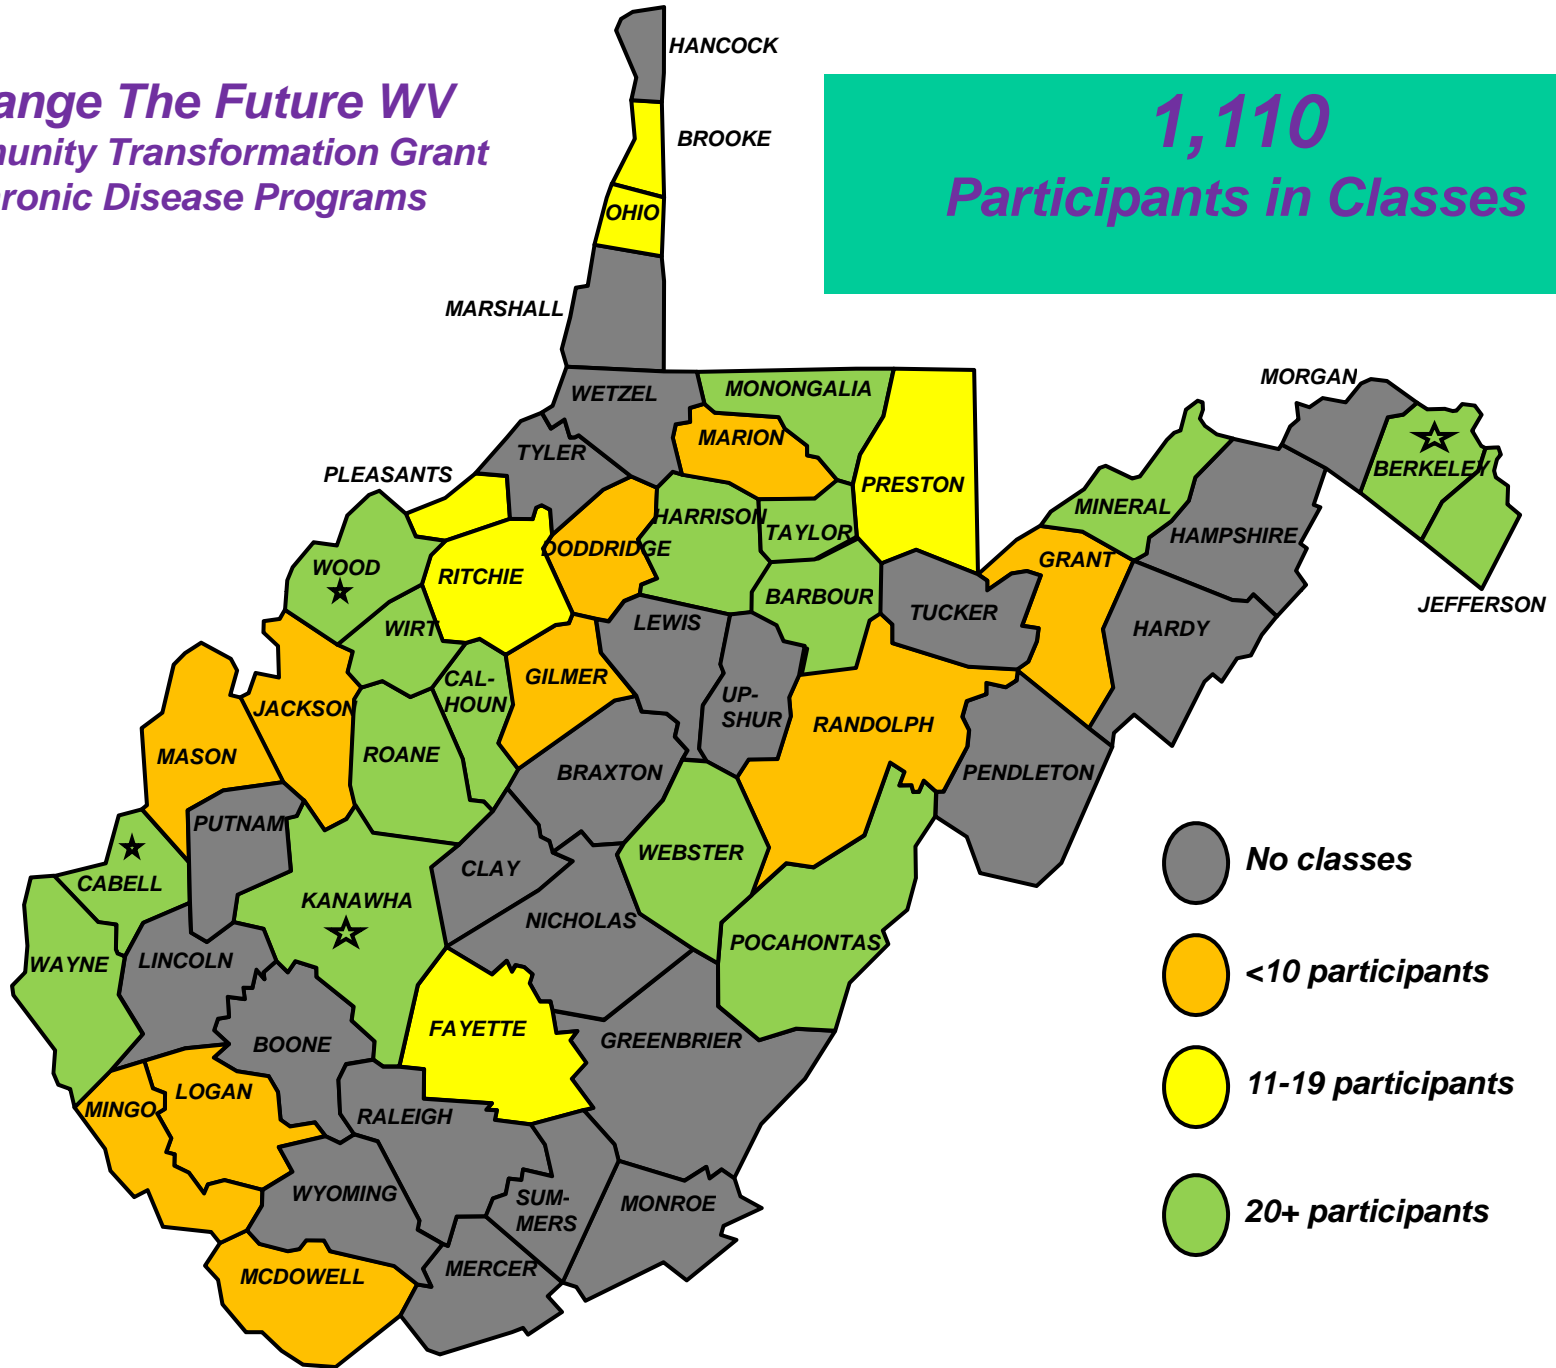 ange The Future WV
unity Transformation Grant
ronic Disease Programs
1,110
Participants in Classes
HANCOCK
BROOKE
OHIO
MARSHALL
WETZEL
MONONGALIA
MORGAN
MARION
TYLER
PLEASANTS
BERKELEY
PRESTON
MINERAL
HARRISON
TAYLOR
HAMPSHIRE
DODDRIDGE
GRANT
WOOD
RITCHIE
BARBOUR
JEFFERSON
TUCKER
LEWIS
WIRT
HARDY
GILMER
CAL-
HOUN
UP-
SHUR
JACKSON
RANDOLPH
MASON
ROANE
BRAXTON
PENDLETON
PUTNAM
WEBSTER
No classes
CLAY
CABELL
KANAWHA
NICHOLAS
POCAHONTAS
LINCOLN
WAYNE
<10 participants
FAYETTE
GREENBRIER
BOONE
LOGAN
11-19 participants
MINGO
RALEIGH
WYOMING
SUM-
MERS
MONROE
20+ participants
MERCER
MCDOWELL